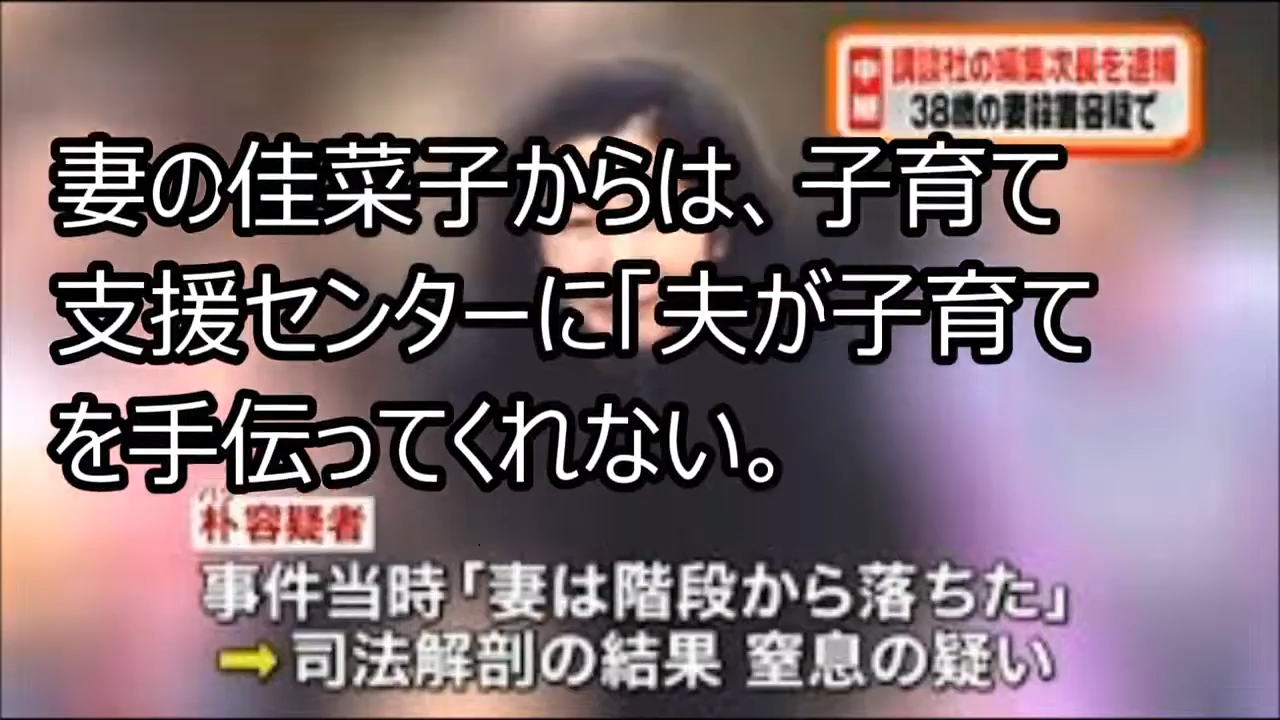 中継
講談社の編集次長を逮捕
38歳の妻殺害容疑で
妻の佳菜子からは、子育て
支援センターに「夫が子育て
を手伝ってくれない。
朴容疑者
事件当時「妻は階段から落ちた」
➡司法解剖の結果 窒息の疑い